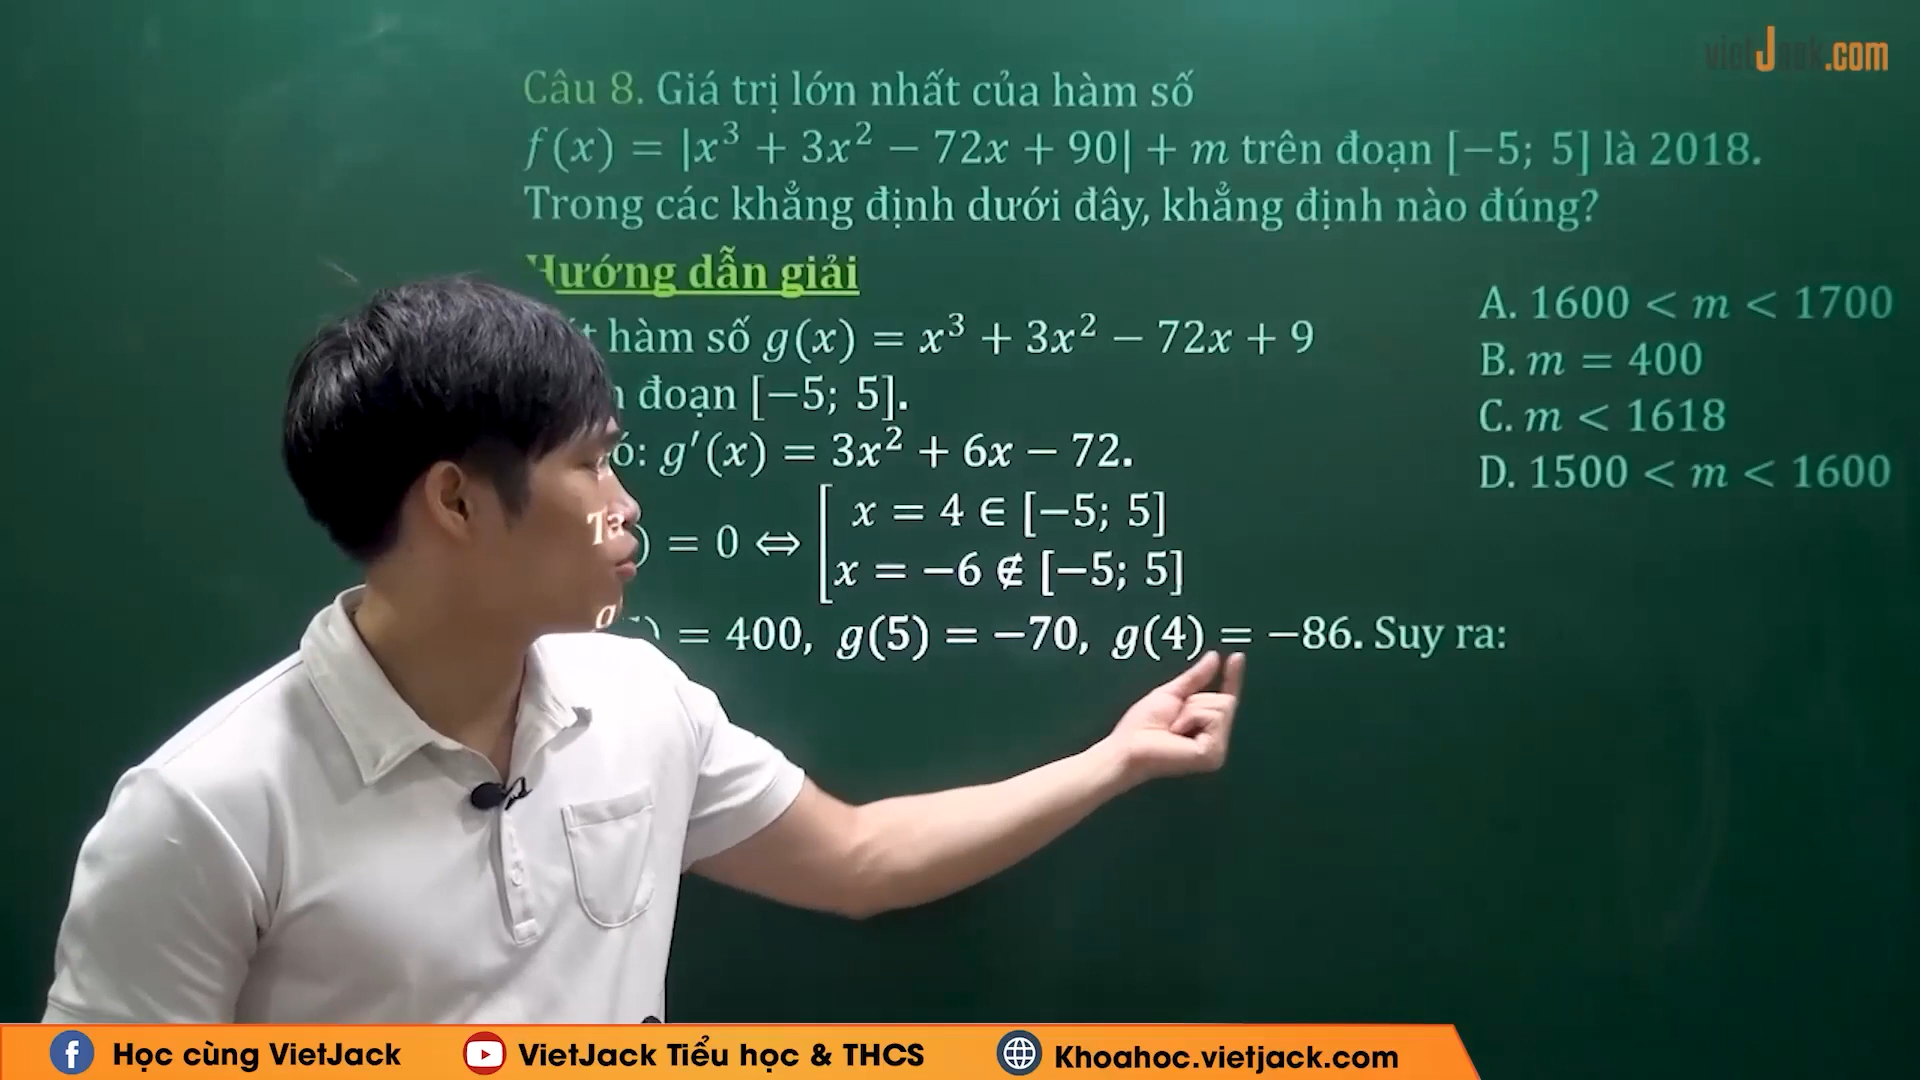 vietJack.com
Câu 8. Giá trị lớn nhất của hàm số
f(x) = |x³ + 3x² − 72x + 90| + m trên đoạn [−5; 5] là 2018.
Trong các khẳng định dưới đây, khẳng định nào đúng?
Hướng dẫn giải
hàm số g(x) = x³ + 3x² − 72x + 9
đoạn [−5; 5].
g′(x) = 3x² + 6x − 72.
) = 0 ⇔ [ x = 4 ∈ [−5; 5]
x = −6 ∉ [−5; 5]
) = 400, g(5) = −70, g(4) = −86. Suy ra:
A. 1600 < m < 1700
B. m = 400
C. m < 1618
D. 1500 < m < 1600
Học cùng VietJack
VietJack Tiểu học & THCS
Khoahoc.vietjack.com